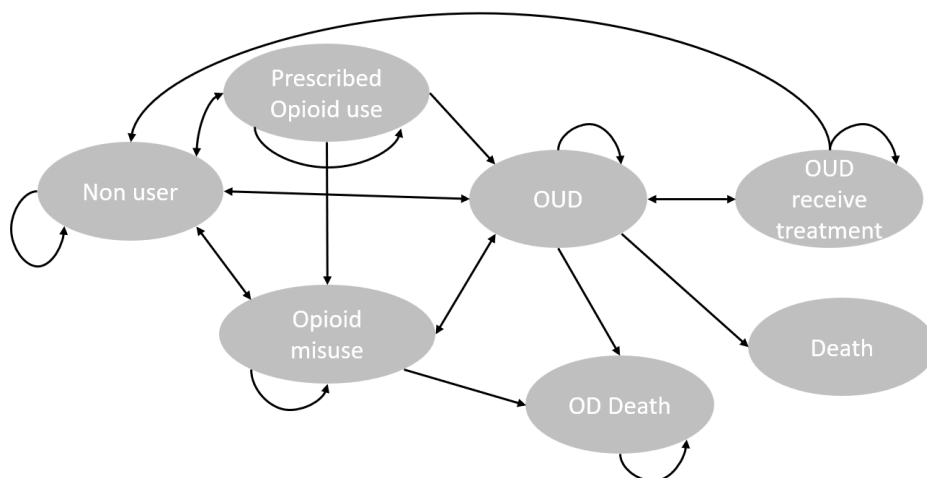 Prescribed
Opioid use
Non user
OUD
OUD
receive
treatment
Opioid
misuse
Death
OD Death